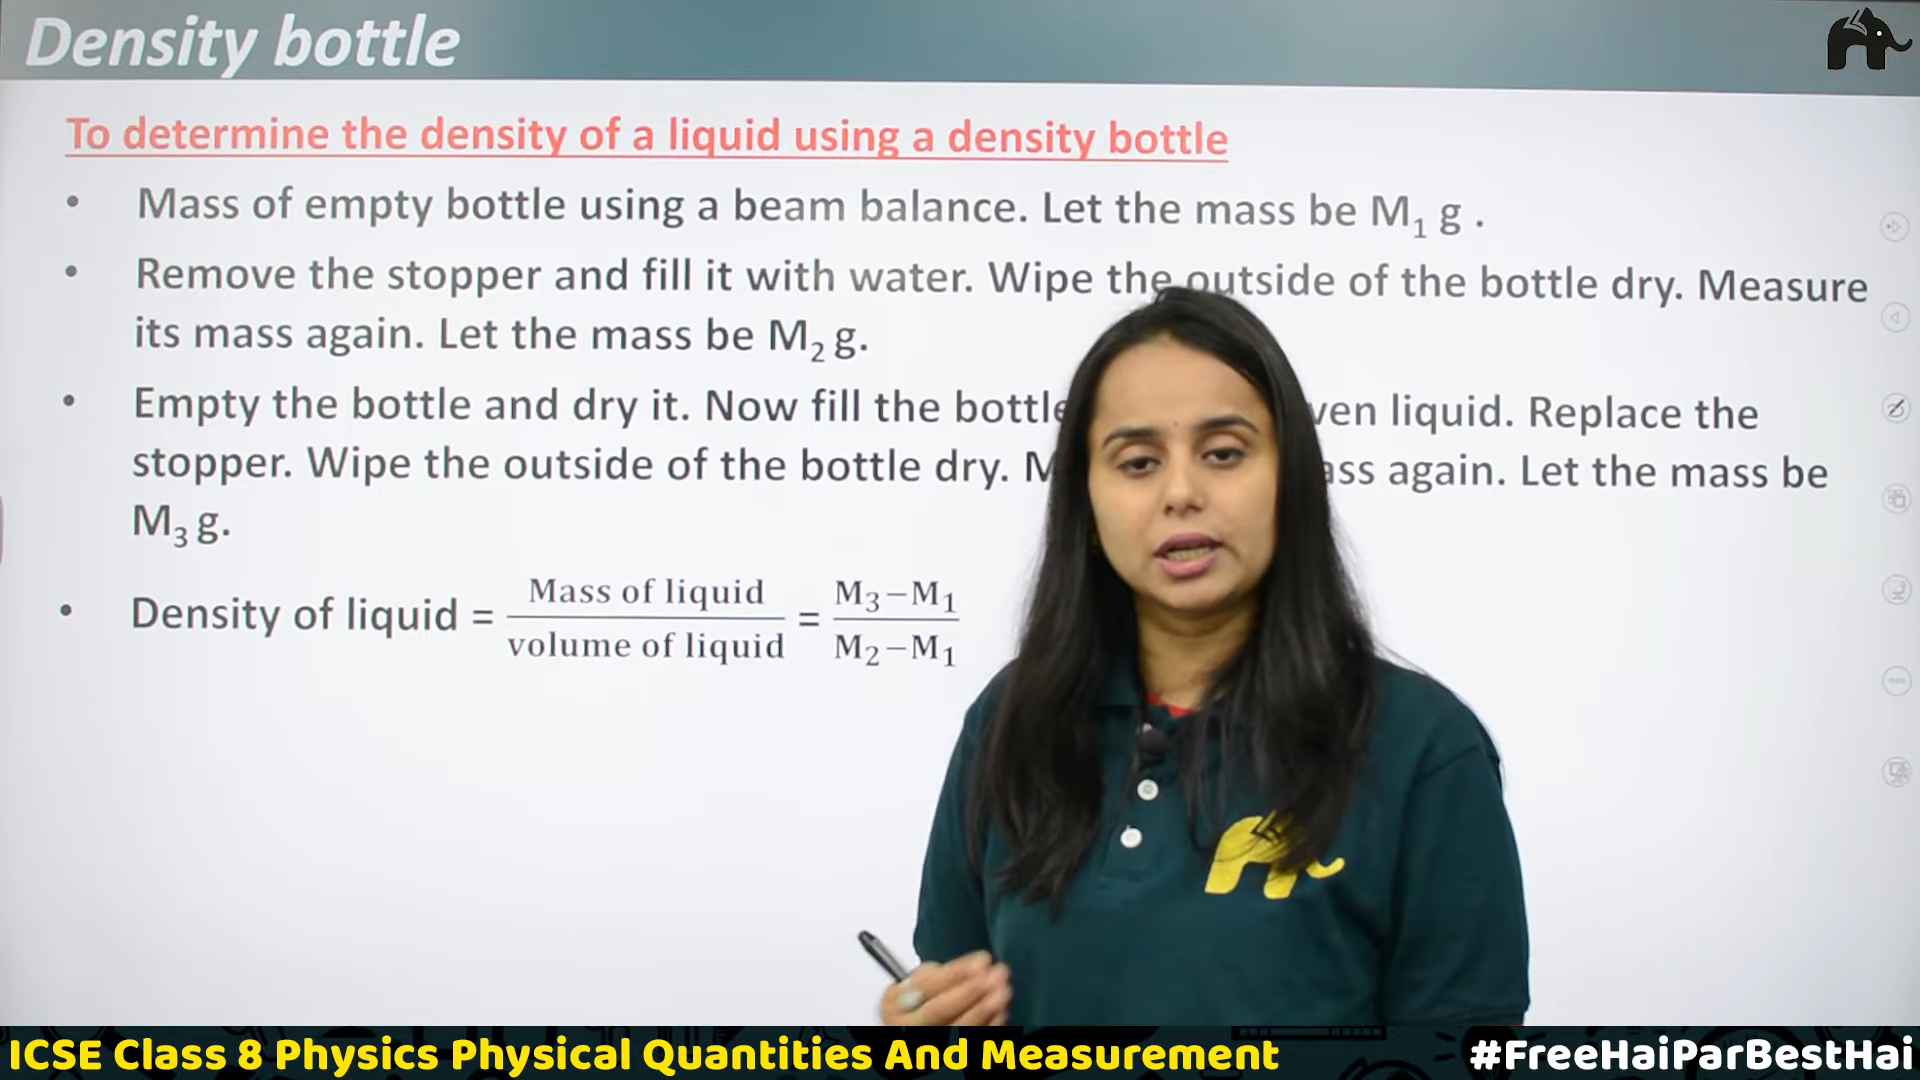 Density bottle
To determine the density of a liquid using a density bottle
• Mass of empty bottle using a beam balance. Let the mass be M₁ g .
• Remove the stopper and fill it with water. Wipe the outside of the bottle dry. Measure
its mass again. Let the mass be M₂ g.
• Empty the bottle and dry it. Now fill the bottle liquid. Replace the
stopper. Wipe the outside of the bottle dry. again. Let the mass be
M₃ g.
• Density of liquid = Mass of liquid / volume of liquid = M₃−M₁ / M₂−M₁
ICSE Class 8 Physics Physical Quantities And Measurement
#FreeHaiParBestHai